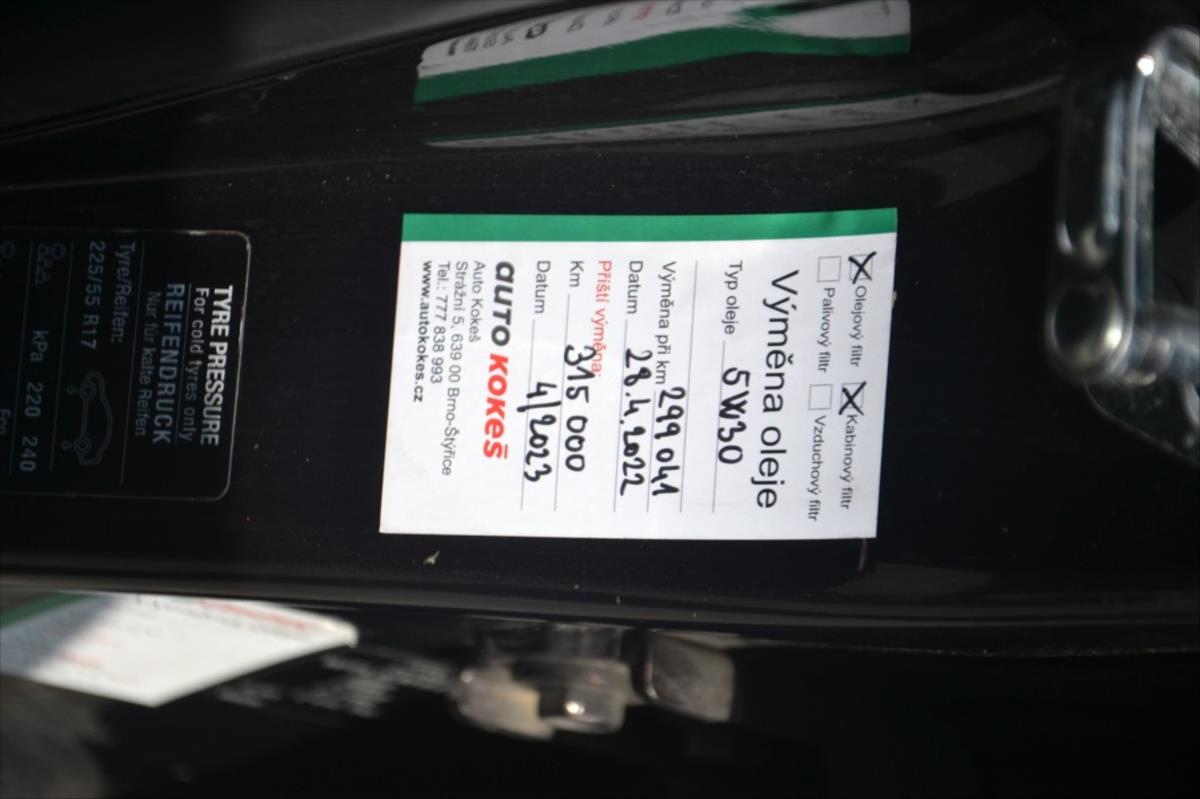 Olejový filtr Kabinový filtr
Palivový filtr Vzduchový filtr
Výměna oleje
Typ oleje 5W30
Výměna při km 299 041
Datum 28.4.2022
Příští výměna:
Km 315 000
Datum 4/2023
auto kokeš
Auto Kokeš
Strážní 5, 639 00 Brno-Štýřice
Tel.: 777 838 993
www.autokokes.cz
TYRE PRESSURE
For cold tyres only
REIFENDRUCK
Nur für kalte Reifen
Tyre/Reifen:
225/55 R17
kPa 220 240